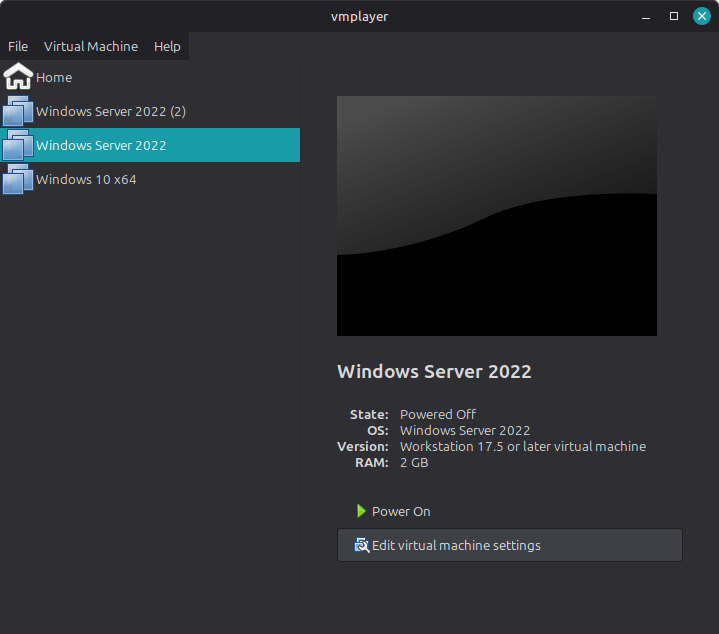 vmplayer
File Virtual Machine Help
Home
Windows Server 2022 (2)
Windows Server 2022
Windows 10 x64
Windows Server 2022
State: Powered Off
OS: Windows Server 2022
Version: Workstation 17.5 or later virtual machine
RAM: 2 GB
Power On
Edit virtual machine settings